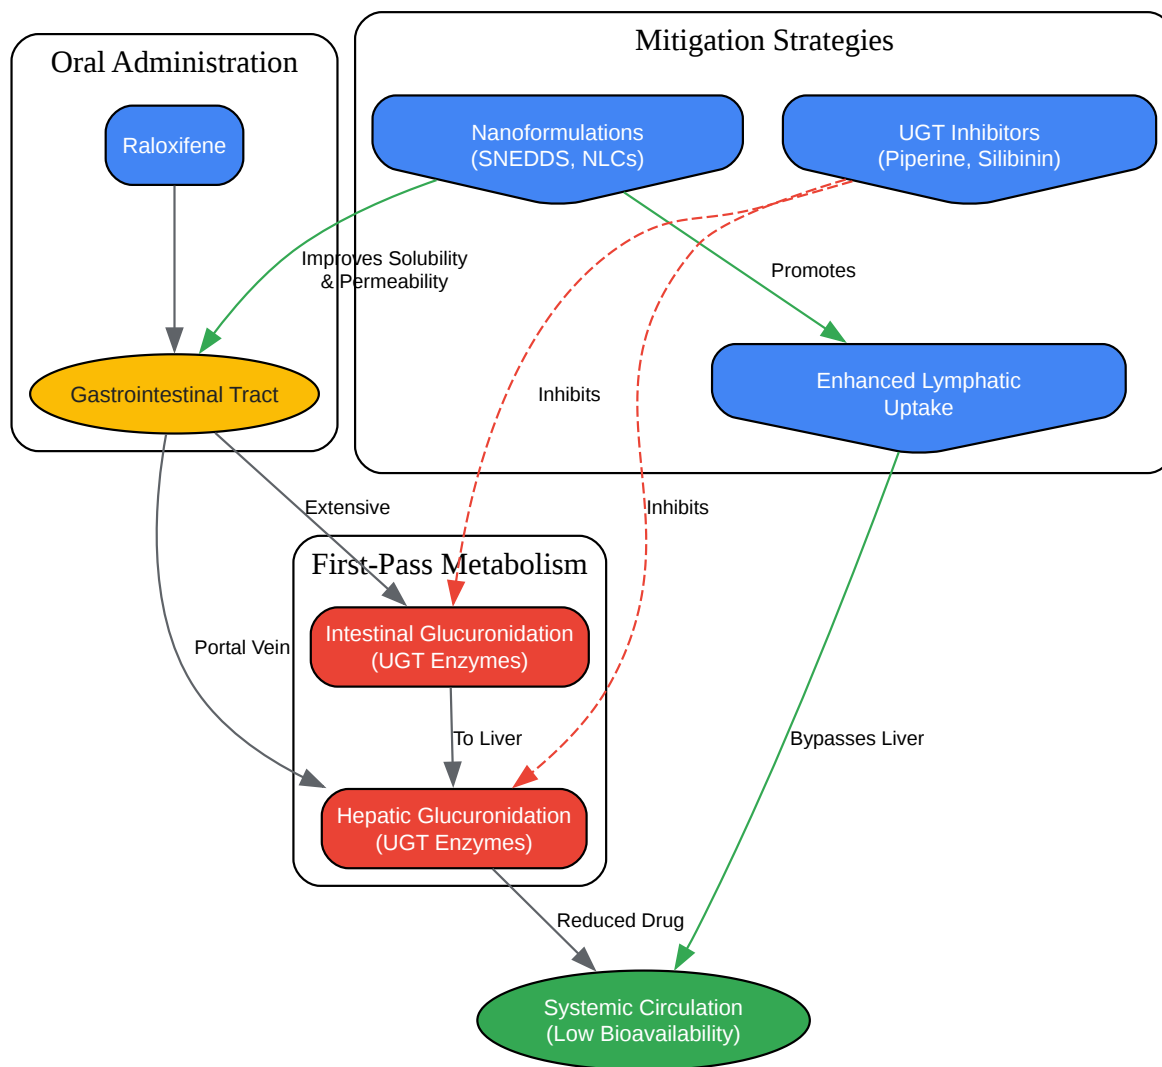 Oral Administration
Mitigation Strategies
Raloxifene
Nanoformulations
(SNEDDS, NLCs)
UGT Inhibitors
(Piperine, Silibinin)
Improves Solubility
& Permeability
Promotes
Gastrointestinal Tract
Enhanced Lymphatic
Uptake
Inhibits
Extensive
Inhibits
First-Pass Metabolism
Intestinal Glucuronidation
(UGT Enzymes)
Portal Vein
To Liver
Bypasses Liver
Hepatic Glucuronidation
(UGT Enzymes)
Reduced Drug
Systemic Circulation
(Low Bioavailability)